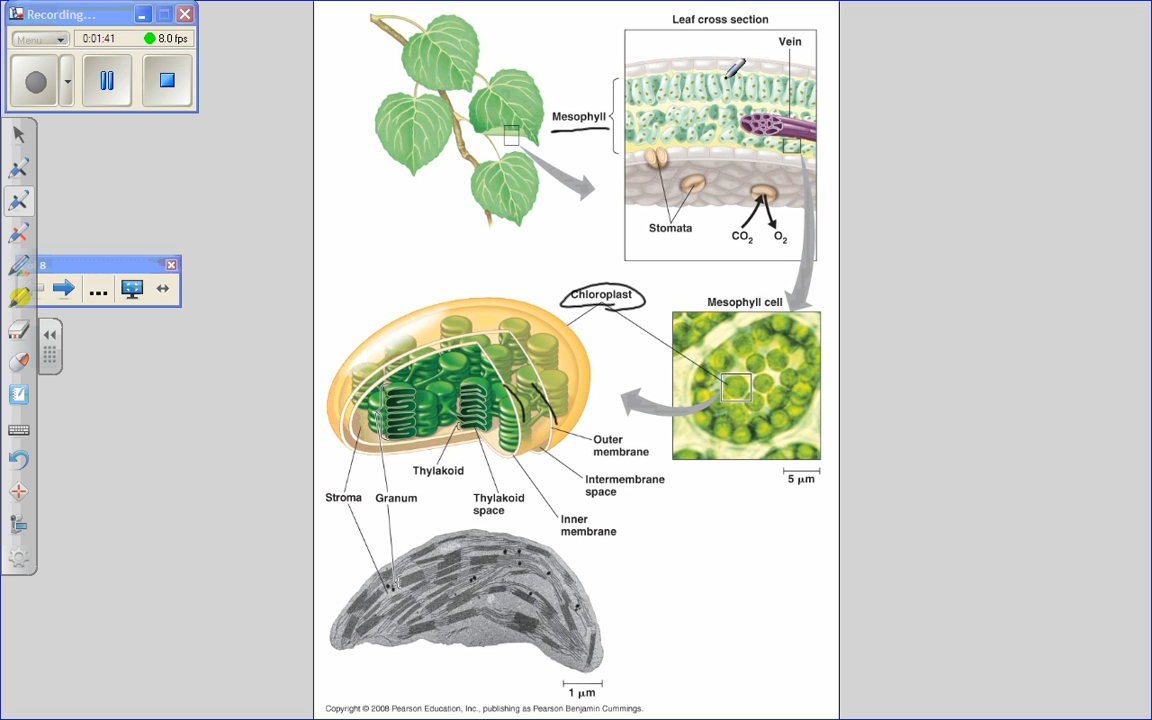 Recording...
Menu
0:01:41
8.0 fps
8
...
Leaf cross section
Vein
Mesophyll
Stomata
CO2
O2
Chloroplast
Mesophyll cell
Outer
membrane
Thylakoid
Intermembrane
space
5 µm
Stroma
Granum
Thylakoid
space
Inner
membrane
1 µm
Copyright © 2008 Pearson Education, Inc., publishing as Pearson Benjamin Cummings.